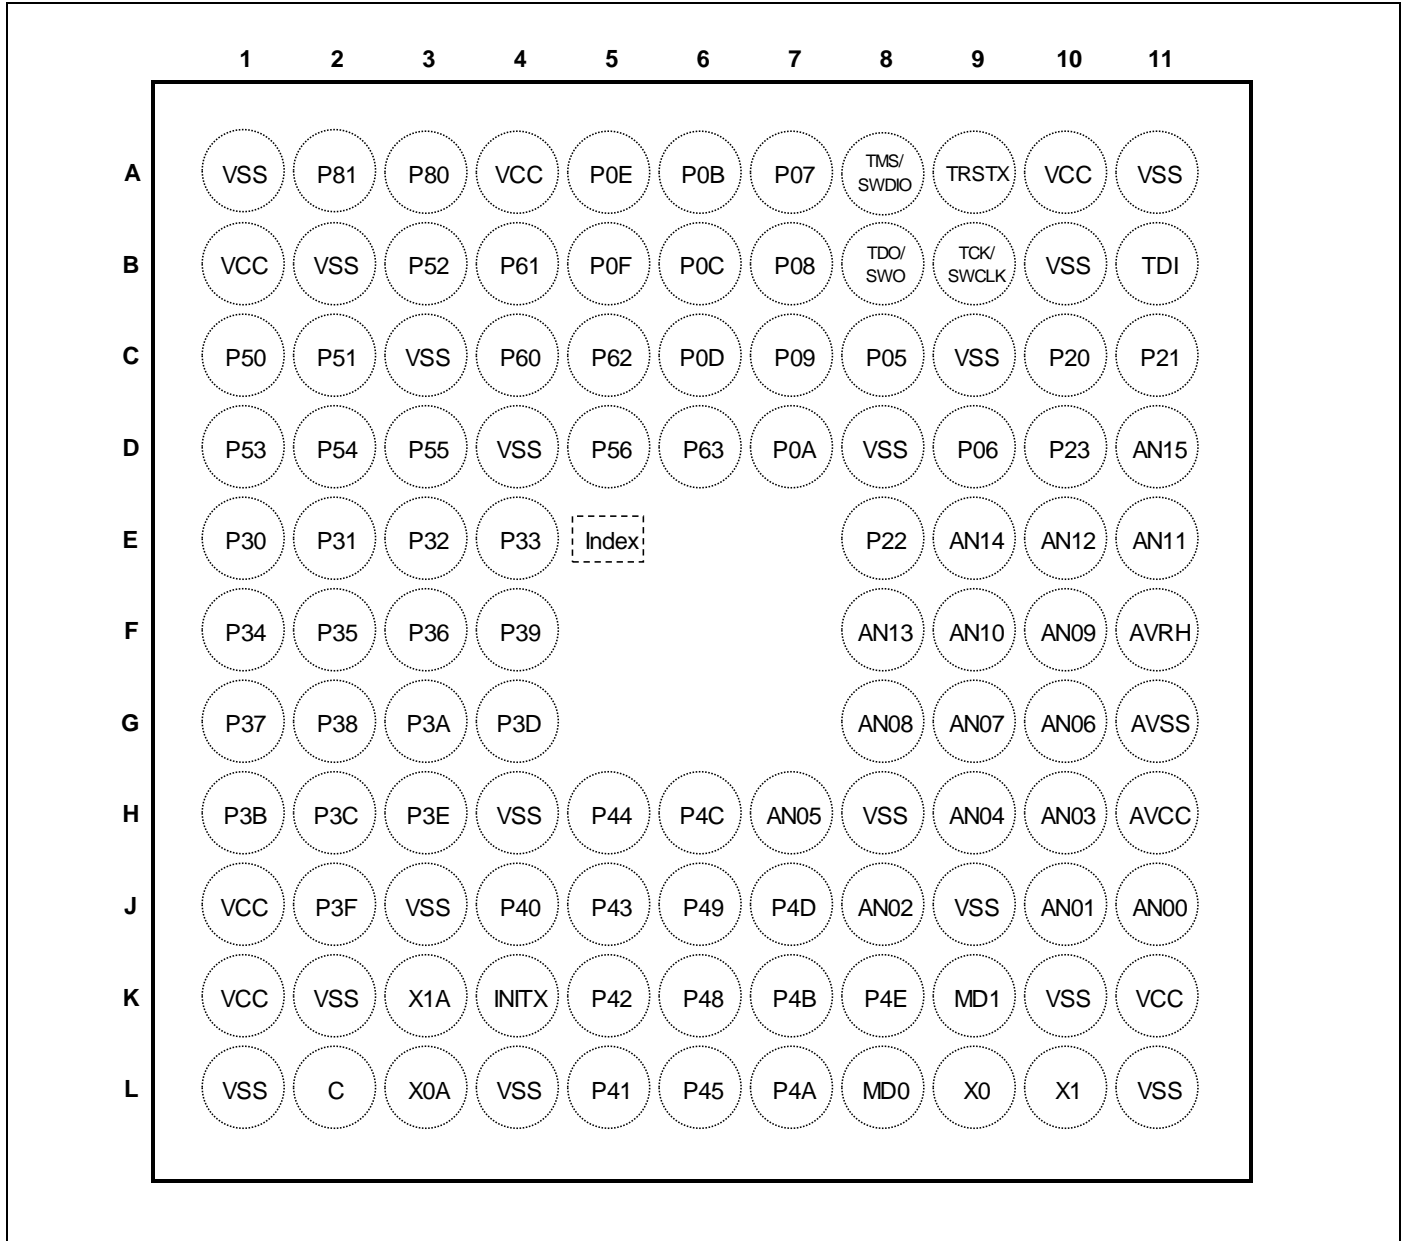 1 2 3 4 5 6 7 8 9 10 11
A VSS P81 P80 VCC P0E P0B P07 TMS/ SWDIO TRSTX VCC VSS
B VCC VSS P52 P61 P0F P0C P08 TDO/ SWO TCK/ SWCLK VSS TDI
C P50 P51 VSS P60 P62 P0D P09 P05 VSS P20 P21
D P53 P54 P55 VSS P56 P63 P0A VSS P06 P23 AN15
E P30 P31 P32 P33 Index P22 AN14 AN12 AN11
F P34 P35 P36 P39 AN13 AN10 AN09 AVRH
G P37 P38 P3A P3D AN08 AN07 AN06 AVSS
H P3B P3C P3E VSS P44 P4C AN05 VSS AN04 AN03 AVCC
J VCC P3F VSS P40 P43 P49 P4D AN02 VSS AN01 AN00
K VCC VSS X1A INITX P42 P48 P4B P4E MD1 VSS VCC
L VSS C X0A VSS P41 P45 P4A MD0 X0 X1 VSS